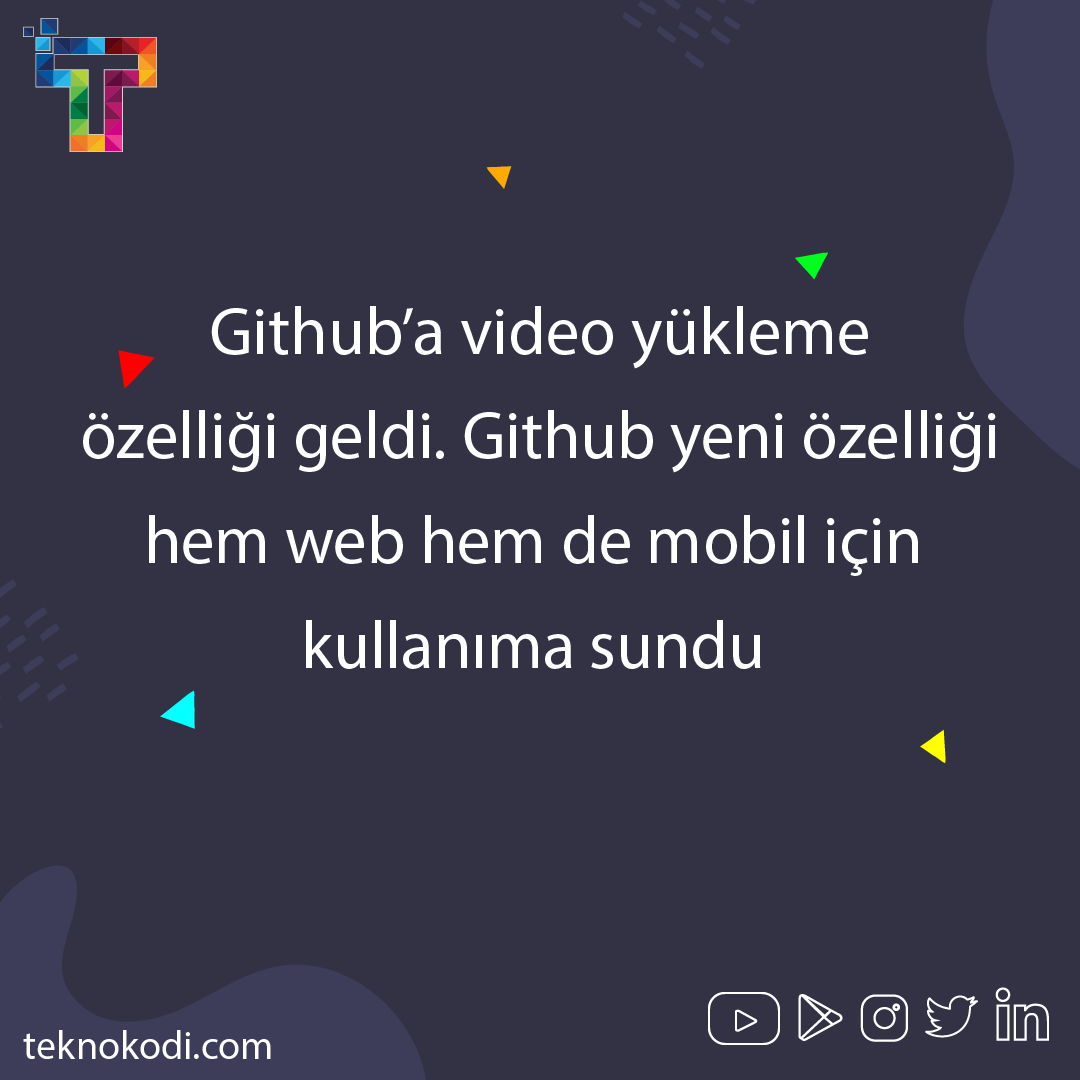 Github’a video yükleme
özelliği geldi. Github yeni özelliği
hem web hem de mobil için
kullanıma sundu
teknokodi.com